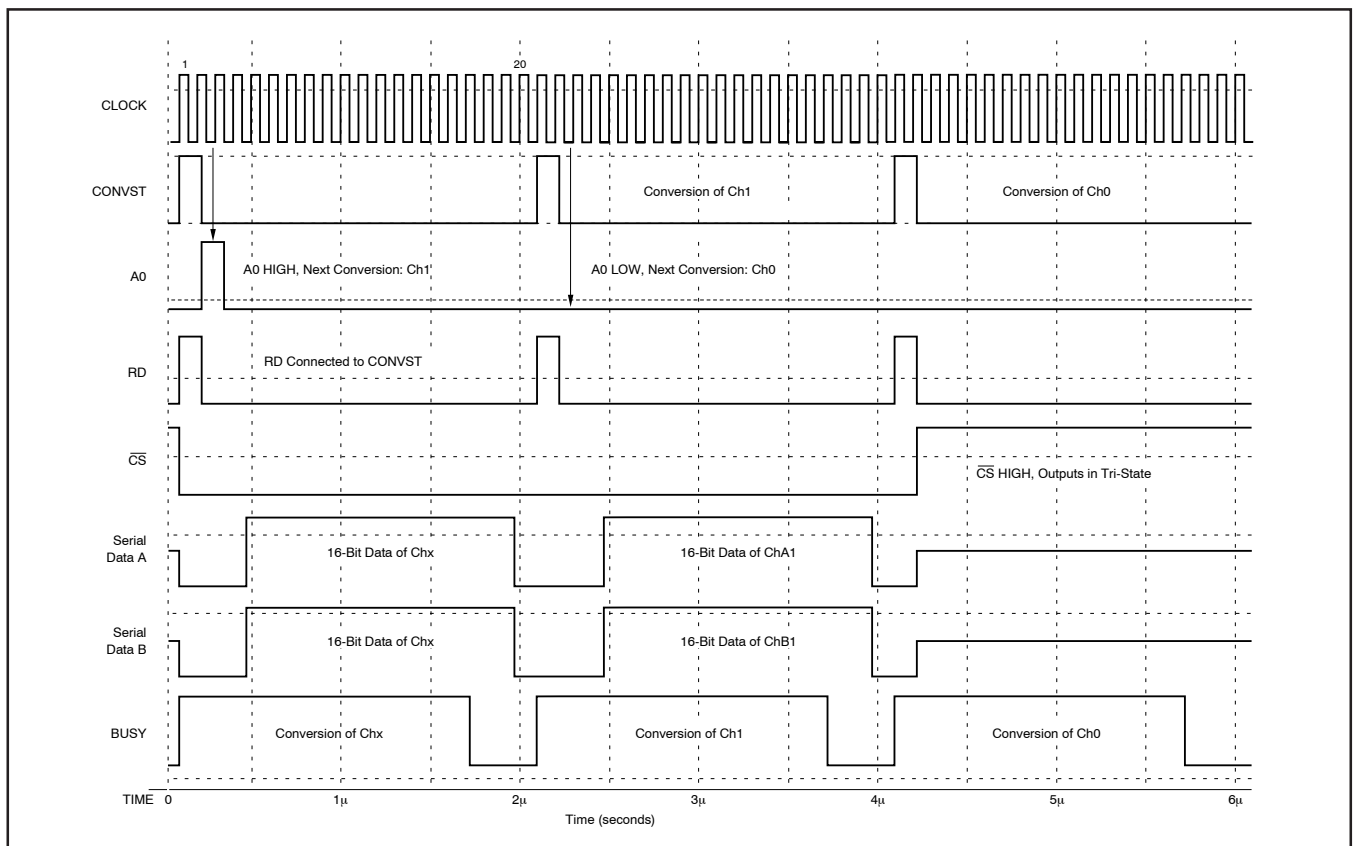 1
20
CLOCK
CONVST
Conversion of Ch1
Conversion of Ch0
A0
A0 HIGH, Next Conversion: Ch1
A0 LOW, Next Conversion: Ch0
RD
RD Connected to CONVST
C̅S̅
C̅S̅ HIGH, Outputs in Tri-State
Serial
Data A
16-Bit Data of Chx
16-Bit Data of ChA1
Serial
Data B
16-Bit Data of Chx
16-Bit Data of ChB1
BUSY
Conversion of Chx
Conversion of Ch1
Conversion of Ch0
TIME
0
1µ
2µ
3µ
4µ
5µ
6µ
Time (seconds)